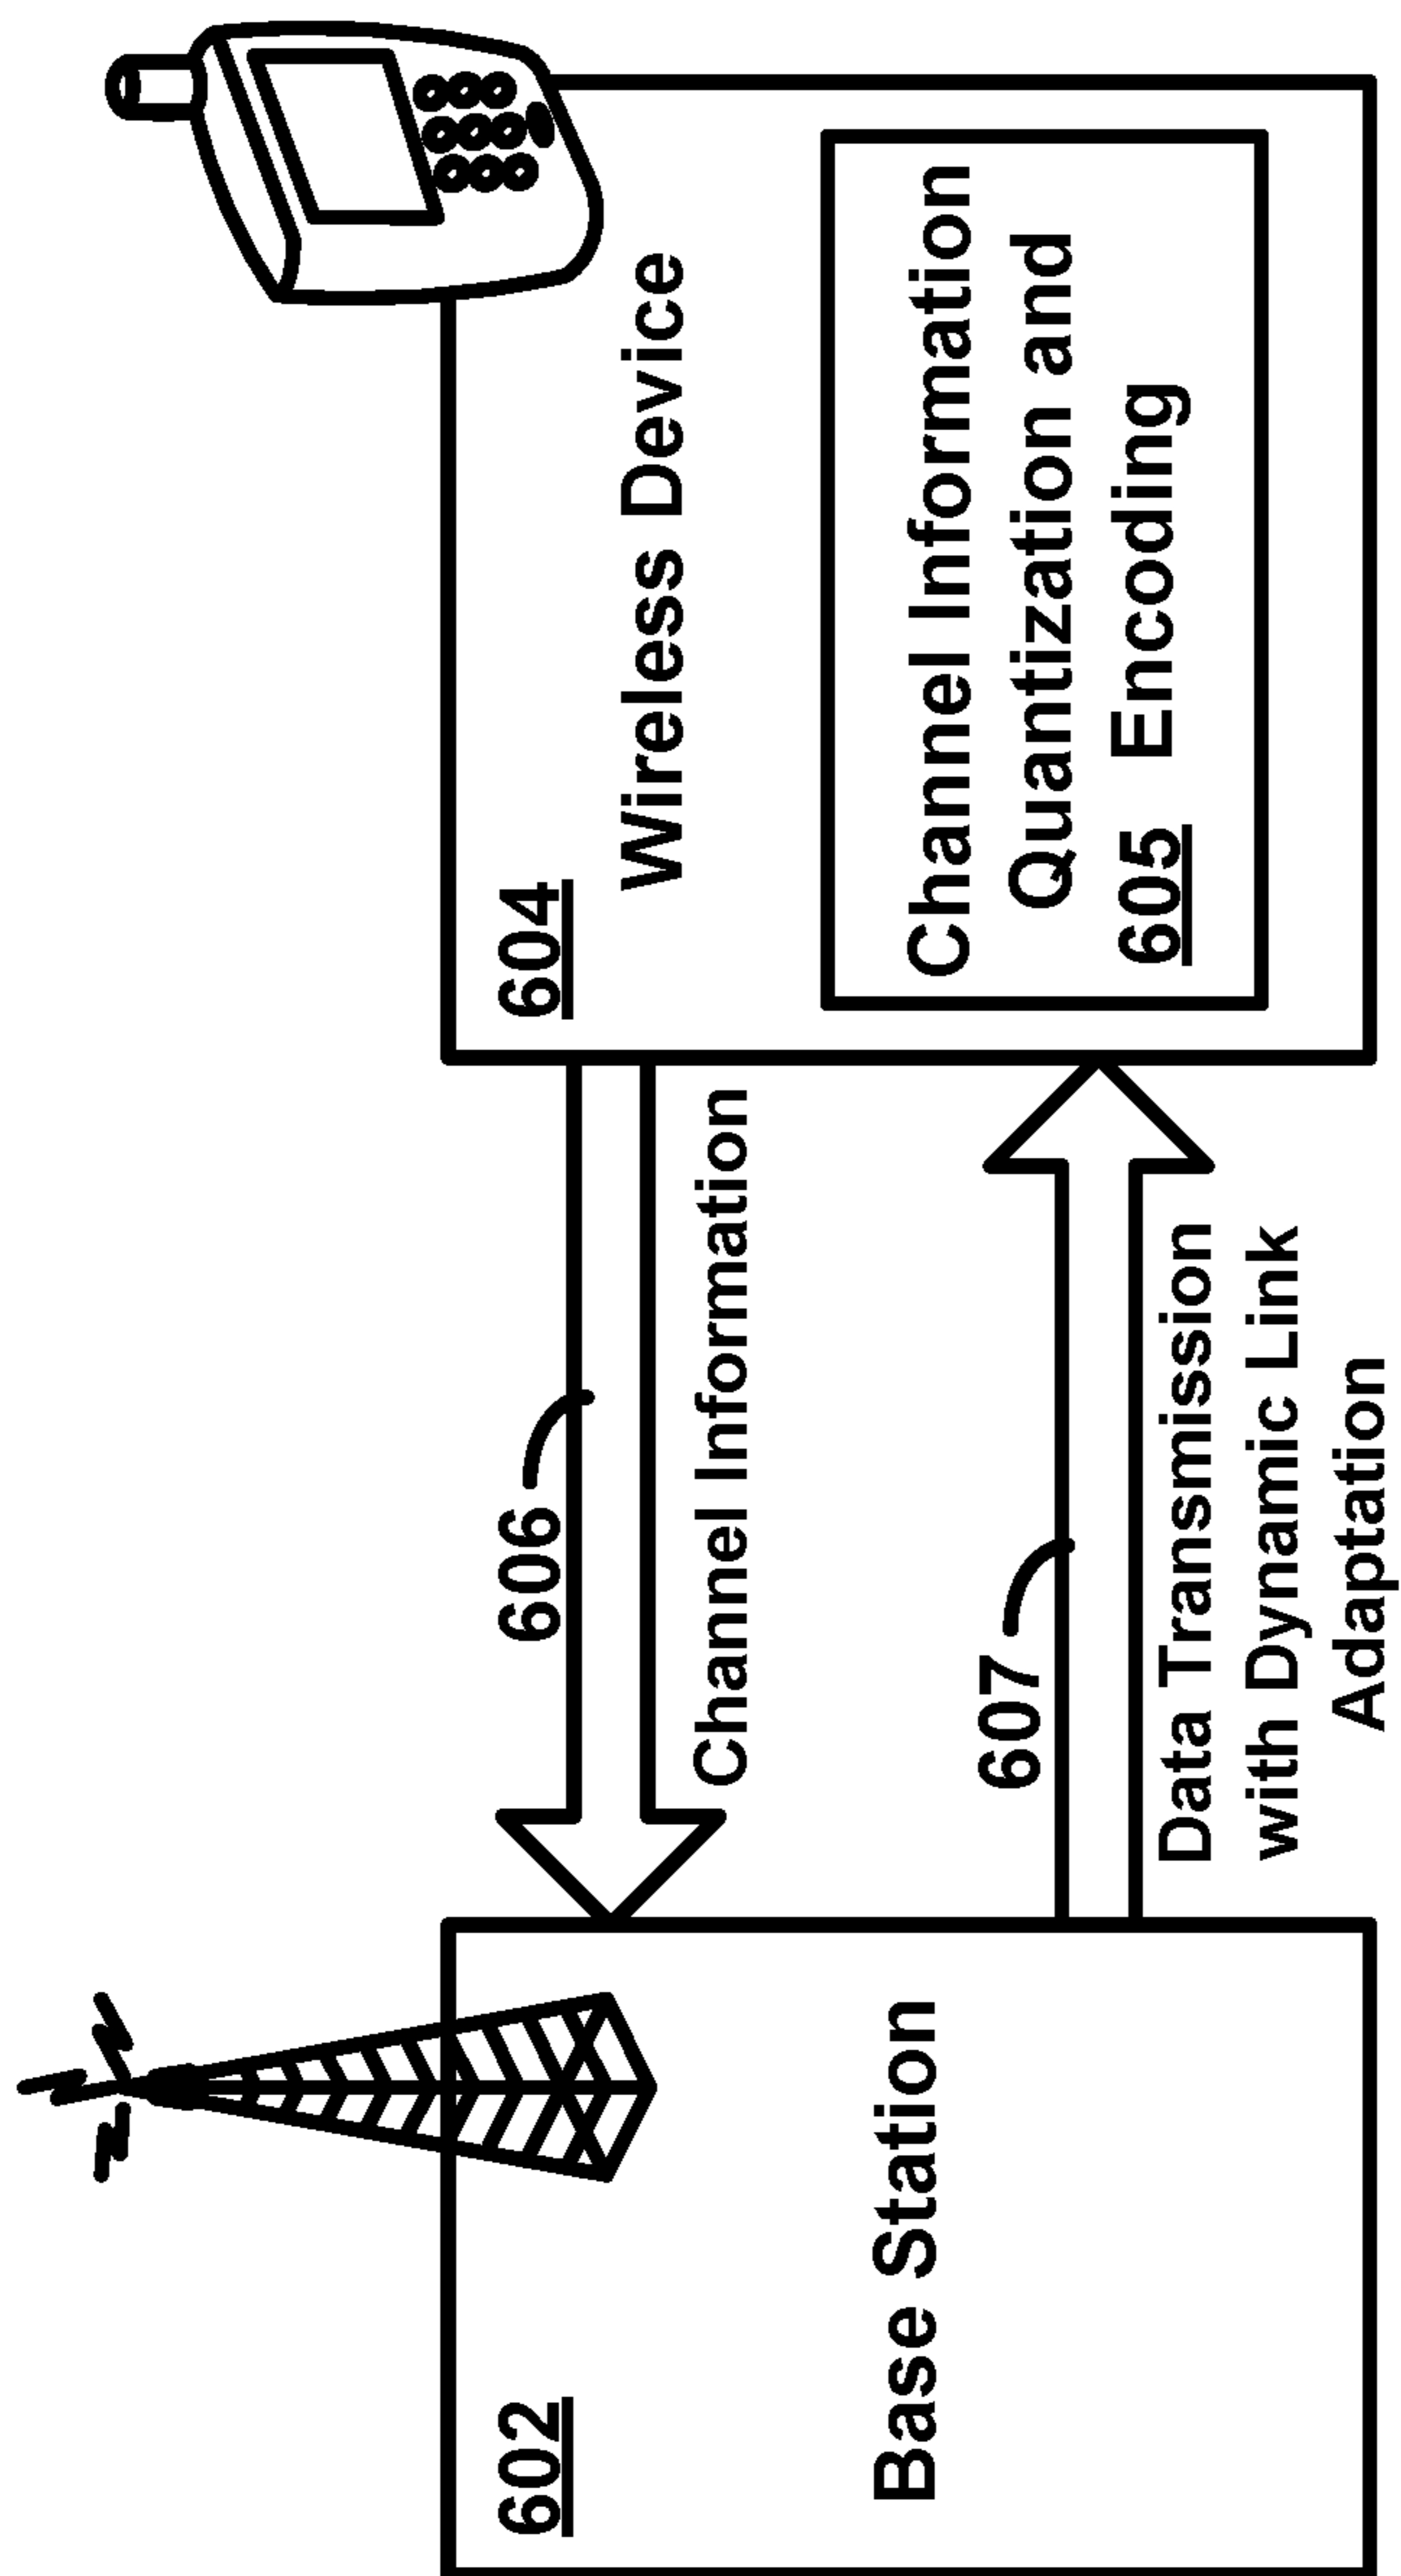 602
Base Station
606
Channel Information
607
Data Transmission
with Dynamic Link
Adaptation
604
Wireless Device
Channel Information
Quantization and
605 Encoding